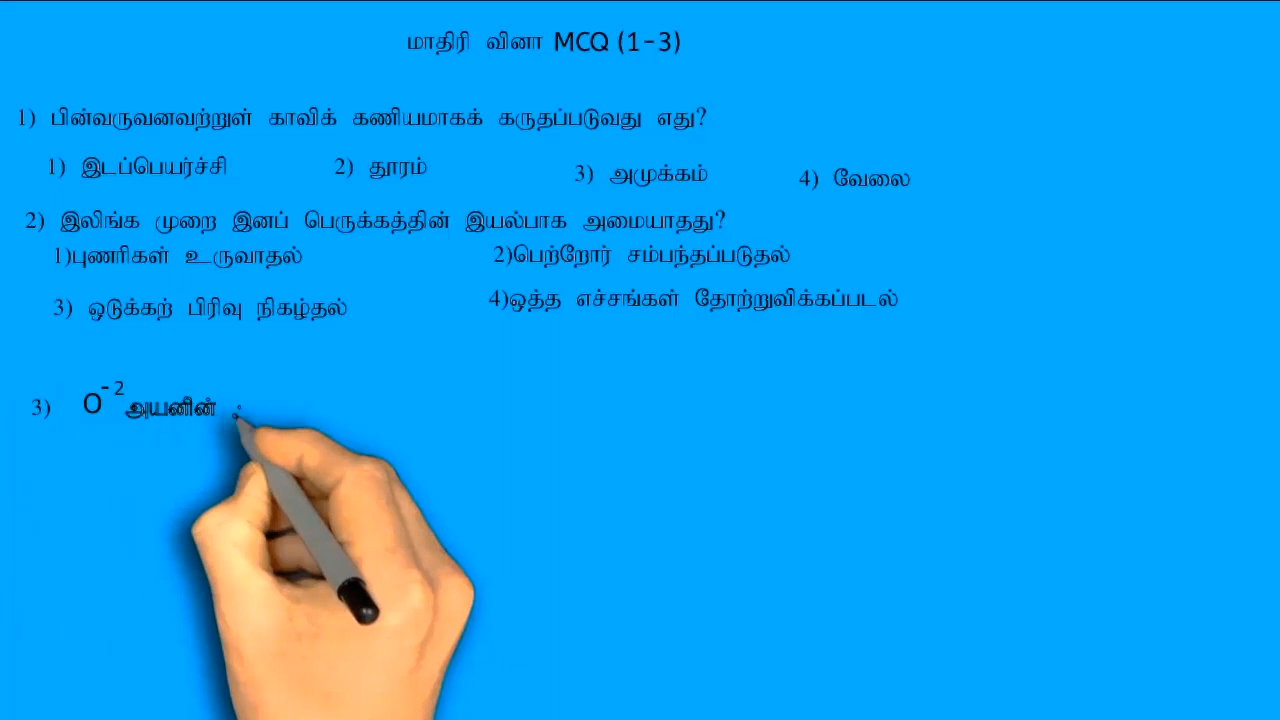 மாதிரி வினா MCQ (1-3)
1) பின்வருவனவற்றுள் காவிக் கணியமாகக் கருதப்படுவது எது?
1) இடப்பெயர்ச்சி 2) தூரம் 3) அமுக்கம் 4) வேலை
2) இலிங்க முறை இனப் பெருக்கத்தின் இயல்பாக அமையாதது?
1)புணரிகள் உருவாதல் 2)பெற்றோர் சம்பந்தப்படுதல்
3) ஒடுக்கற் பிரிவு நிகழ்தல் 4)ஒத்த எச்சங்கள் தோற்றுவிக்கப்படல்
3) O⁻² அயனின்